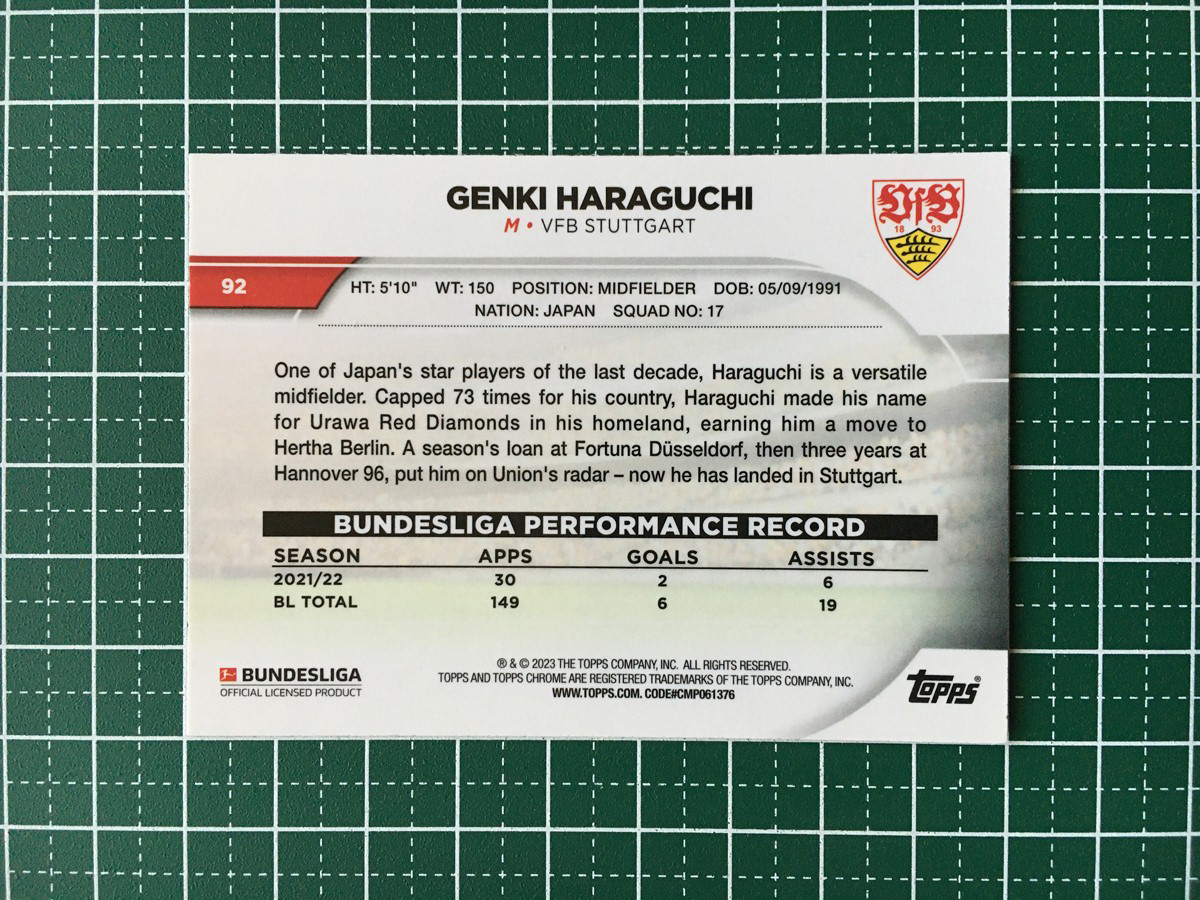 GENKI HARAGUCHI
M • VFB STUTTGART
VfB
18 93
92
HT: 5'10" WT: 150 POSITION: MIDFIELDER DOB: 05/09/1991
NATION: JAPAN SQUAD NO: 17
One of Japan's star players of the last decade, Haraguchi is a versatile
midfielder. Capped 73 times for his country, Haraguchi made his name
for Urawa Red Diamonds in his homeland, earning him a move to
Hertha Berlin. A season's loan at Fortuna Düsseldorf, then three years at
Hannover 96, put him on Union's radar – now he has landed in Stuttgart.
BUNDESLIGA PERFORMANCE RECORD
SEASON APPS GOALS ASSISTS
2021/22 30 2 6
BL TOTAL 149 6 19
BUNDESLIGA
OFFICIAL LICENSED PRODUCT
® & © 2023 THE TOPPS COMPANY, INC. ALL RIGHTS RESERVED.
TOPPS AND TOPPS CHROME ARE REGISTERED TRADEMARKS OF THE TOPPS COMPANY, INC.
WWW.TOPPS.COM. CODE#CMP061376
topps®